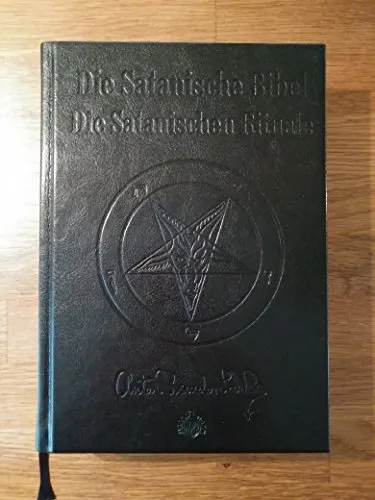 Die Satanische Bibel
Die Satanischen Rituale